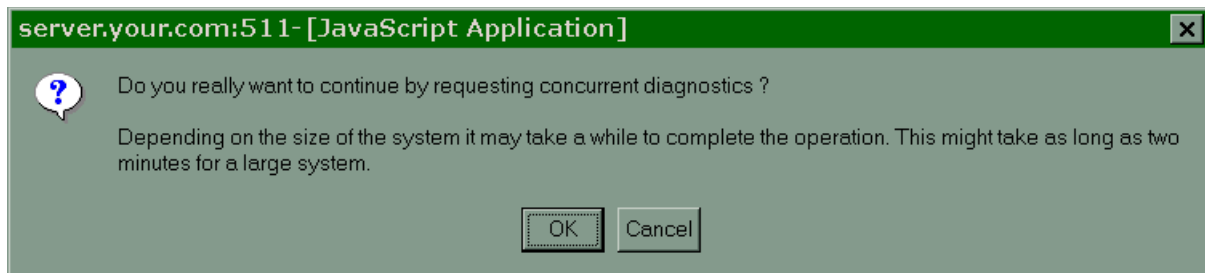 server.your.com:511-[JavaScript Application]
Do you really want to continue by requesting concurrent diagnostics ?
Depending on the size of the system it may take a while to complete the operation. This might take as long as two
minutes for a large system.
OK Cancel